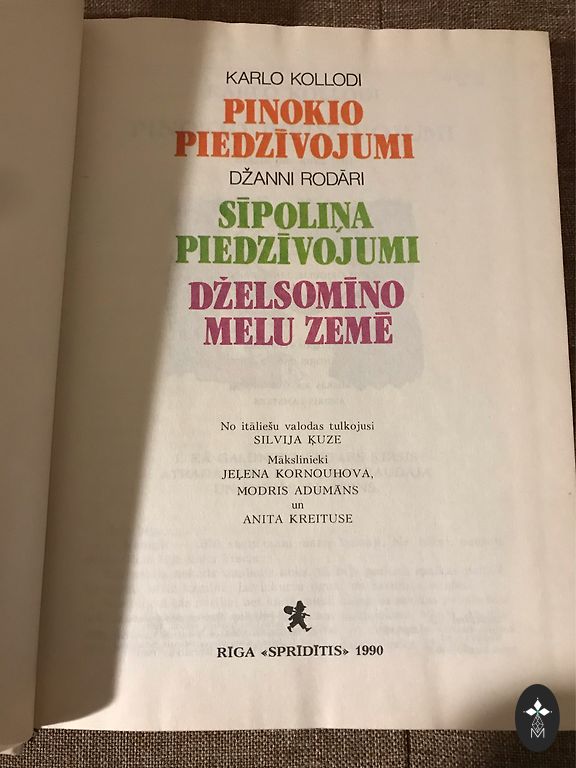 KARLO KOLLODI
PINOKIO
PIEDZĪVOJUMI
DŽANNI RODĀRI
SĪPOLIŅA
PIEDZĪVOJUMI
DŽELSOMĪNO
MELU ZEMĒ
No itāliešu valodas tulkojusi
SILVIJA ĶUZE
Mākslinieki
JEĻENA KORNOUHOVA,
MODRIS ADUMĀNS
un
ANITA KREITUSE
RĪGA «SPRĪDĪTIS» 1990
M